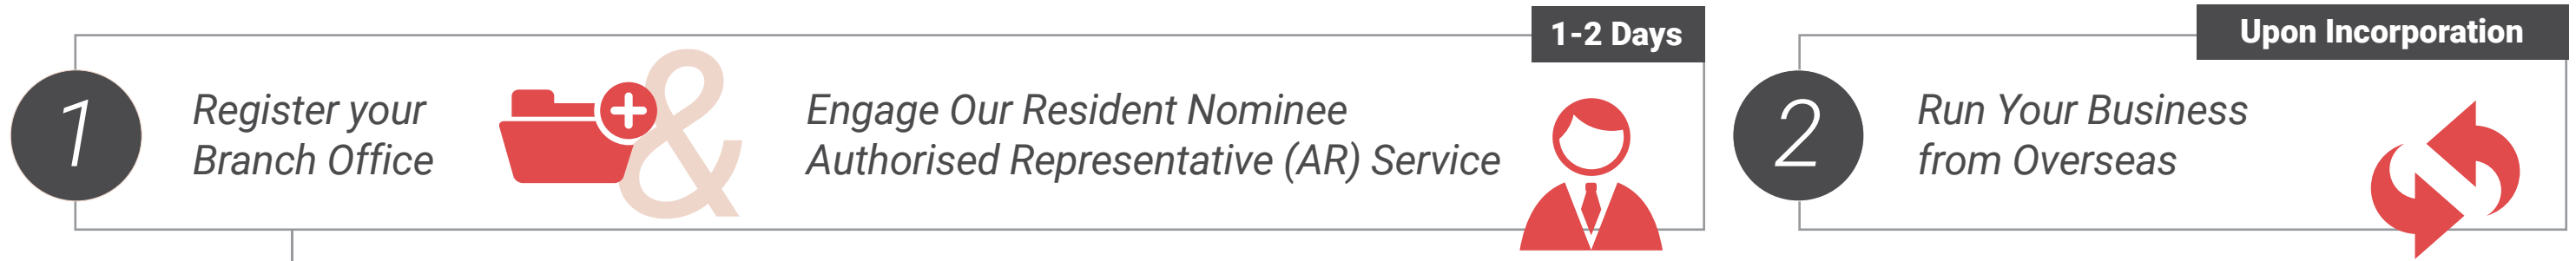 1-2 Days
1
Register your
Branch Office
&
Engage Our Resident Nominee
Authorised Representative (AR) Service
Upon Incorporation
2
Run Your Business
from Overseas